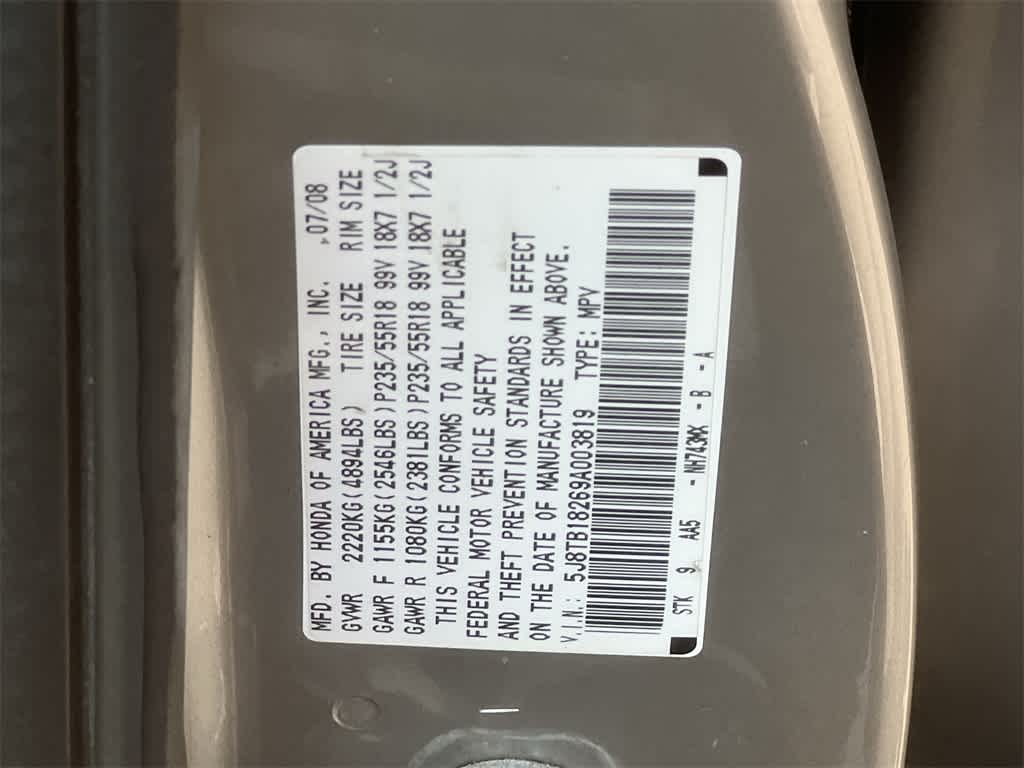 MFD. BY HONDA OF AMERICA MFG., INC. 07/08
GVWR 2220KG(4894LBS) TIRE SIZE RIM SIZE
GAWR F 1155KG(2546LBS)P235/55R18 99V 18X7 1/2J
GAWR R 1080KG(2381LBS)P235/55R18 99V 18X7 1/2J
THIS VEHICLE CONFORMS TO ALL APPLICABLE
FEDERAL MOTOR VEHICLE SAFETY
AND THEFT PREVENTION STANDARDS IN EFFECT
ON THE DATE OF MANUFACTURE SHOWN ABOVE.
V.I.N.: 5J8TB18269A003819 TYPE: MPV
STK 9 AA5 - NH743MX - B - A